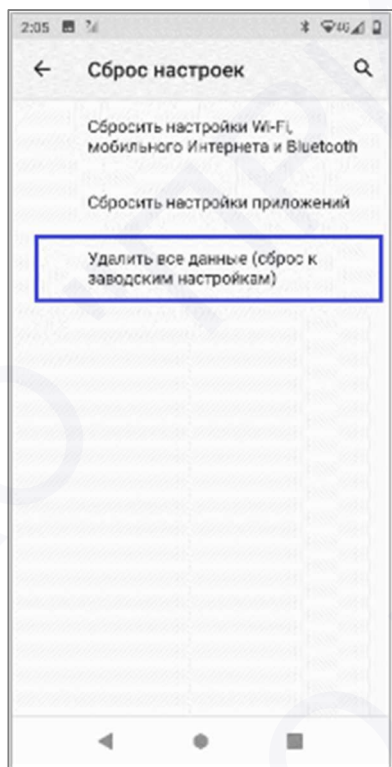 2:05 4G
Сброс настроек
Сбросить настройки Wi-Fi,
мобильного Интернета и Bluetooth
Сбросить настройки приложений
Удалить все данные (сброс к
заводским настройкам)